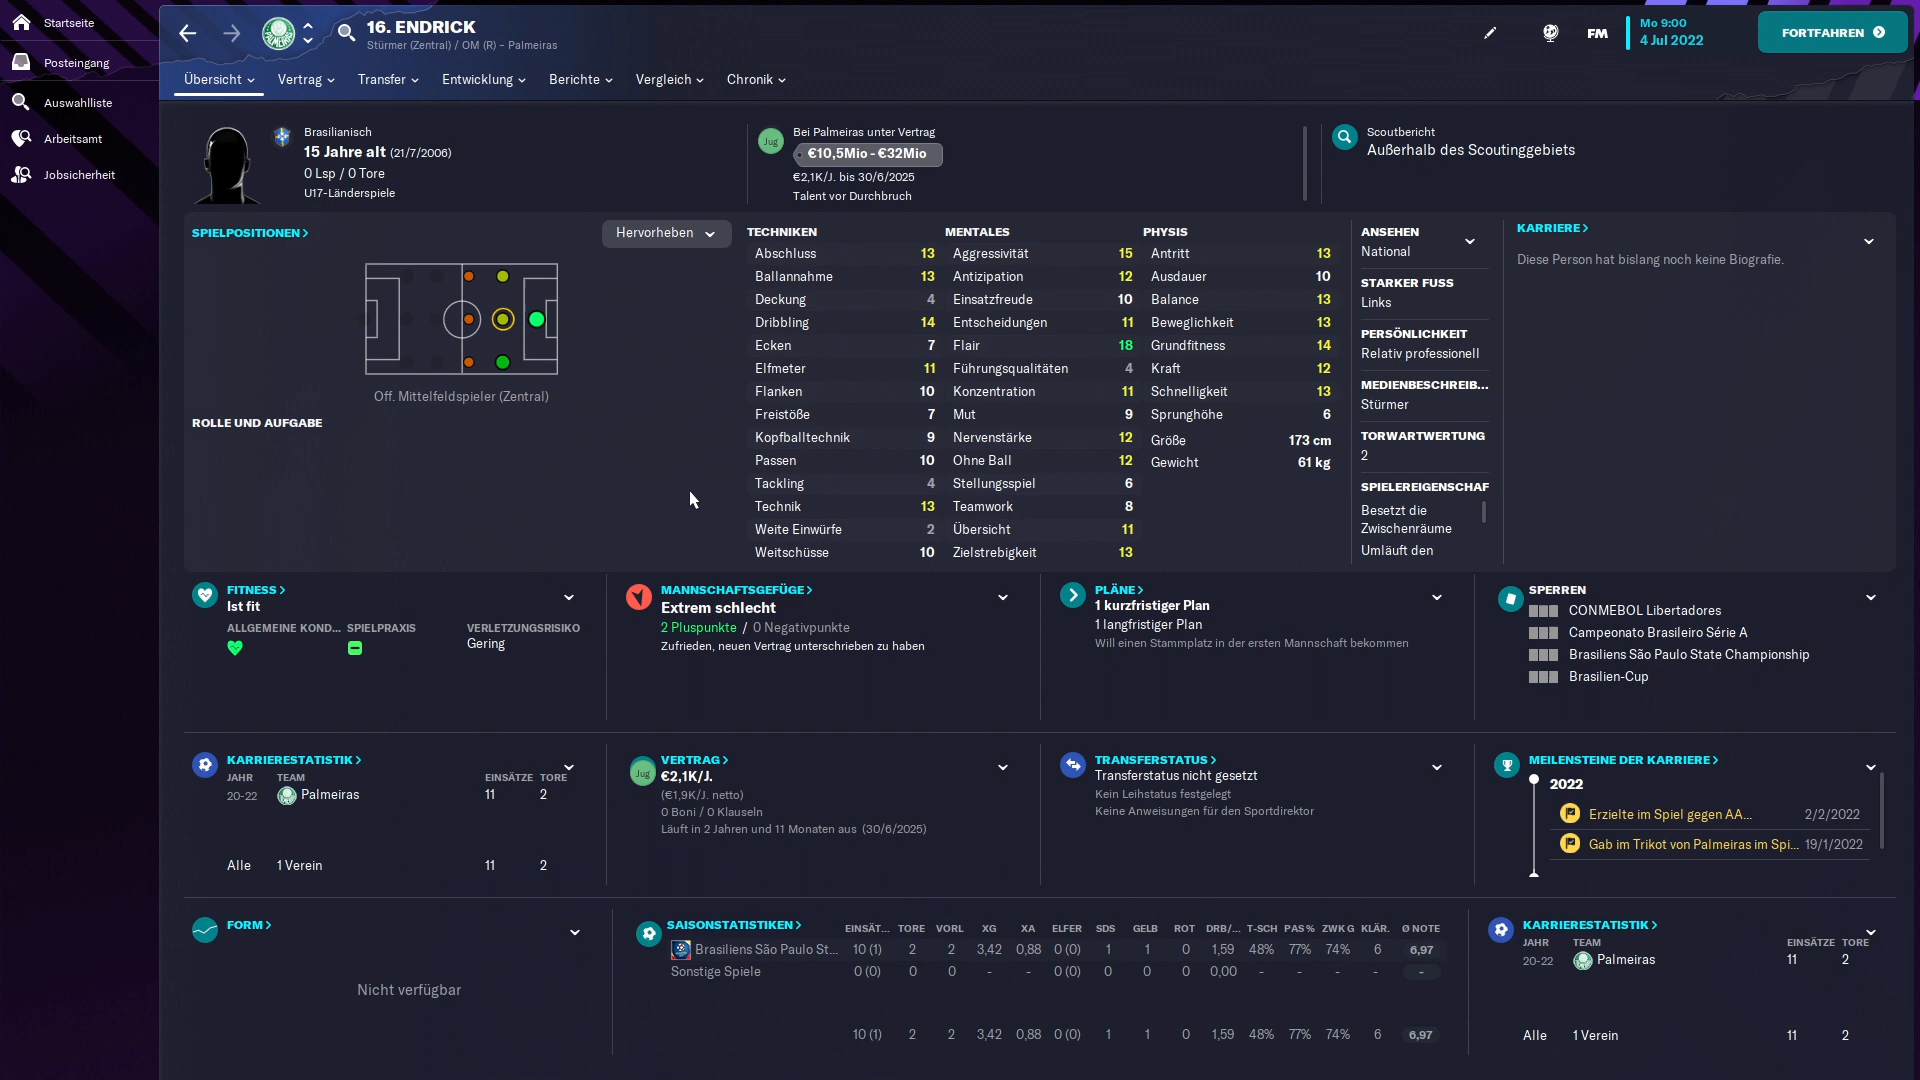 Startseite
Posteingang
Auswahlliste
Arbeitsamt
Jobsicherheit
16. ENDRICK
Stürmer (Zentral) / OM (R) – Palmeiras
FM
Mo 9:00
4 Jul 2022
FORTFAHREN
Übersicht
Vertrag
Transfer
Entwicklung
Berichte
Vergleich
Chronik
Brasilianisch
15 Jahre alt (21/7/2006)
0 Lsp / 0 Tore
U17-Länderspiele
Jug
Bei Palmeiras unter Vertrag
€10,5Mio - €32Mio
€2,1K/J. bis 30/6/2025
Talent vor Durchbruch
Scoutbericht
Außerhalb des Scoutinggebiets
SPIELPOSITIONEN
Hervorheben
Off. Mittelfeldspieler (Zentral)
ROLLE UND AUFGABE
TECHNIKEN
Abschluss 13
Ballannahme 13
Deckung 4
Dribbling 14
Ecken 7
Elfmeter 11
Flanken 10
Freistöße 7
Kopfballtechnik 9
Passen 10
Tackling 4
Technik 13
Weite Einwürfe 2
Weitschüsse 10
MENTALES
Aggressivität 15
Antizipation 12
Einsatzfreude 10
Entscheidungen 11
Flair 18
Führungsqualitäten 4
Konzentration 11
Mut 9
Nervenstärke 12
Ohne Ball 12
Stellungsspiel 6
Teamwork 8
Übersicht 11
Zielstrebigkeit 13
PHYSIS
Antritt 13
Ausdauer 10
Balance 13
Beweglichkeit 13
Grundfitness 14
Kraft 12
Schnelligkeit 13
Sprunghöhe 6
Größe 173 cm
Gewicht 61 kg
ANSEHEN
National
STARKER FUSS
Links
PERSÖNLICHKEIT
Relativ professionell
MEDIENBESCHREIB...
Stürmer
TORWARTWERTUNG
2
SPIELEREIGENSCHAF
Besetzt die
Zwischenräume
Umläuft den
KARRIERE
Diese Person hat bislang noch keine Biografie.
FITNESS
Ist fit
ALLGEMEINE KOND... SPIELPRAXIS VERLETZUNGSRISIKO
Gering
MANNSCHAFTSGEFÜGE
Extrem schlecht
2 Pluspunkte / 0 Negativpunkte
Zufrieden, neuen Vertrag unterschrieben zu haben
PLÄNE
1 kurzfristiger Plan
1 langfristiger Plan
Will einen Stammplatz in der ersten Mannschaft bekommen
SPERREN
CONMEBOL Libertadores
Campeonato Brasileiro Série A
Brasiliens São Paulo State Championship
Brasilien-Cup
KARRIERESTATISTIK
JAHR TEAM EINSÄTZE TORE
20-22 Palmeiras 11 2
Alle 1 Verein 11 2
Jug
VERTRAG
€2,1K/J.
(€1,9K/J. netto)
0 Boni / 0 Klauseln
Läuft in 2 Jahren und 11 Monaten aus (30/6/2025)
TRANSFERSTATUS
Transferstatus nicht gesetzt
Kein Leihstatus festgelegt
Keine Anweisungen für den Sportdirektor
MEILENSTEINE DER KARRIERE
2022
Erzielte im Spiel gegen AA... 2/2/2022
Gab im Trikot von Palmeiras im Spi... 19/1/2022
FORM
Nicht verfügbar
SAISONSTATISTIKEN EINSÄT... TORE VORL XG XA ELFER SDS GELB ROT DRB/... T-SCH PAS % ZWK G KLÄR. Ø NOTE
Brasiliens São Paulo St... 10 (1) 2 2 3,42 0,88 0 (0) 1 1 0 1,59 48% 77% 74% 6 6,97
Sonstige Spiele 0 (0) 0 0 - - 0 (0) 0 0 0 0,00 - - - - -
10 (1) 2 2 3,42 0,88 0 (0) 1 1 0 1,59 48% 77% 74% 6 6,97
KARRIERESTATISTIK
JAHR TEAM EINSÄTZE TORE
20-22 Palmeiras 11 2
Alle 1 Verein 11 2